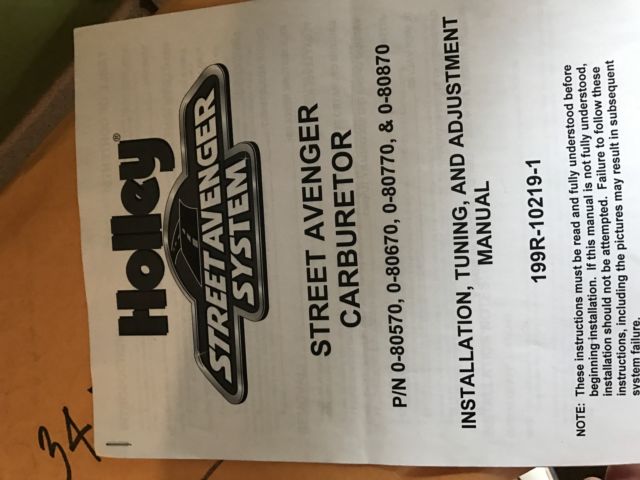 Holley®
STREET AVENGER
SYSTEM
STREET AVENGER
CARBURETOR
P/N 0-80570, 0-80670, 0-80770, & 0-80870
INSTALLATION, TUNING, AND ADJUSTMENT
MANUAL
199R-10219-1
NOTE: These instructions must be read and fully understood before
beginning installation. If this manual is not fully understood,
installation should not be attempted. Failure to follow these
instructions, including the pictures may result in subsequent
system failure.